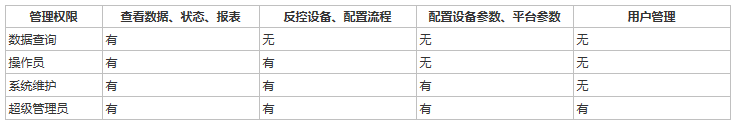 管理权限 查看数据、状态、报表 反控设备、配置流程 配置设备参数、平台参数 用户管理
数据查询 有 无 无 无
操作员 有 有 无 无
系统维护 有 有 有 无
超级管理员 有 有 有 有